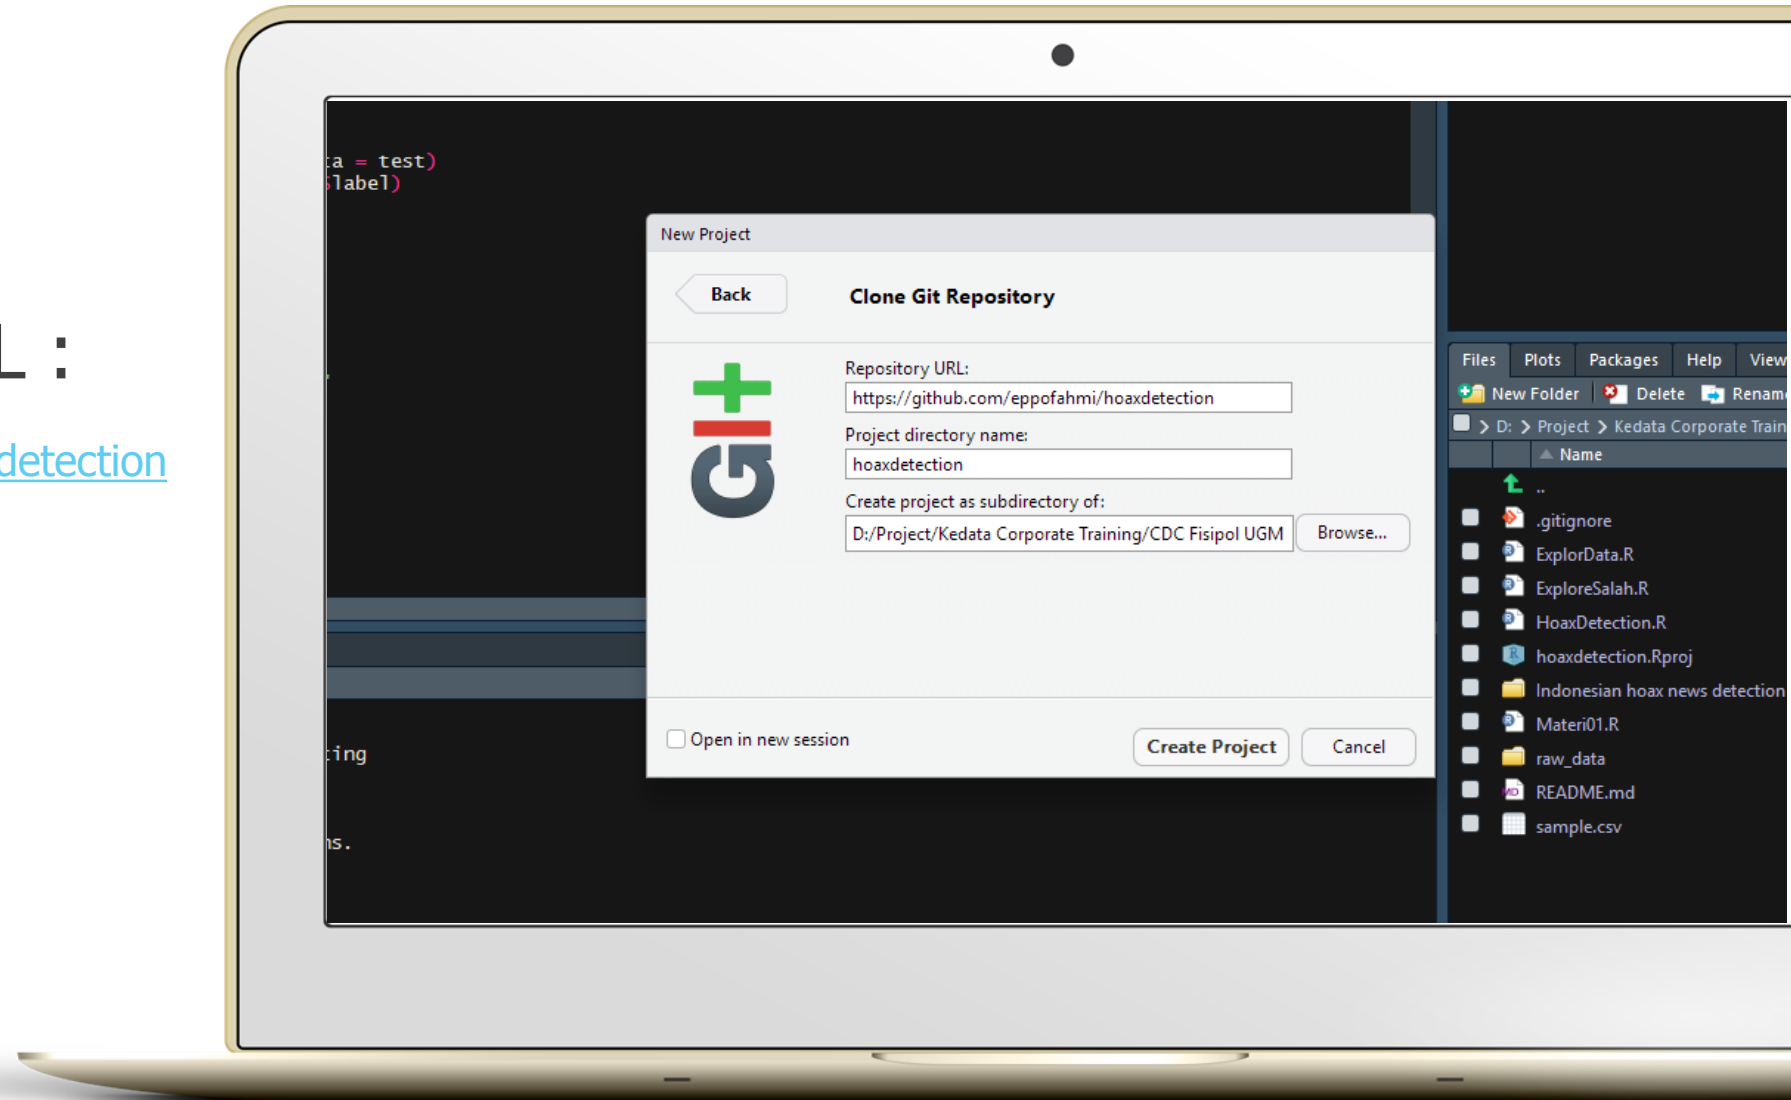 L :
detection
ta = test)
$label)
ting
ns.
New Project
Back
Clone Git Repository
GIt
Repository URL:
https://github.com/eppofahmi/hoaxdetection
Project directory name:
hoaxdetection
Create project as subdirectory of:
D:/Project/Kedata Corporate Training/CDC Fisipol UGM
Browse...
Open in new session
Create Project
Cancel
Files Plots Packages Help View
New Folder Delete Rename
D: Project Kedata Corporate Train
Name
..
.gitignore
ExplorData.R
ExploreSalah.R
HoaxDetection.R
hoaxdetection.Rproj
Indonesian hoax news detection
Materi01.R
raw_data
README.md
sample.csv